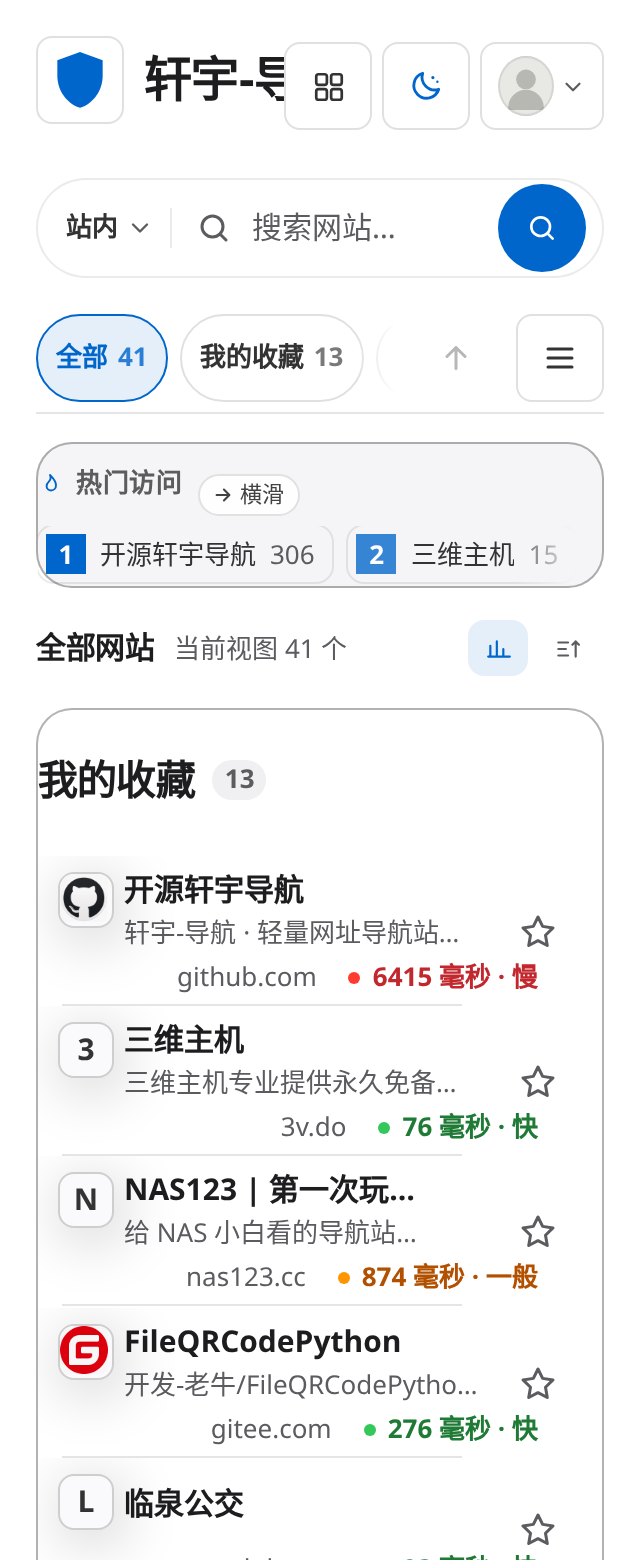 轩宇-导
站内 搜索网站...
全部 41 我的收藏 13
热门访问 横滑
1 开源轩宇导航 306 2 三维主机 15
全部网站 当前视图 41 个
我的收藏 13
开源轩宇导航
轩宇-导航 · 轻量网址导航站...
github.com 6415 毫秒 · 慢
3 三维主机
三维主机专业提供永久免备...
3v.do 76 毫秒 · 快
N NAS123 | 第一次玩...
给 NAS 小白看的导航站...
nas123.cc 874 毫秒 · 一般
FileQRCodePython
开发-老牛/FileQRCodePytho...
gitee.com 276 毫秒 · 快
L 临泉公交